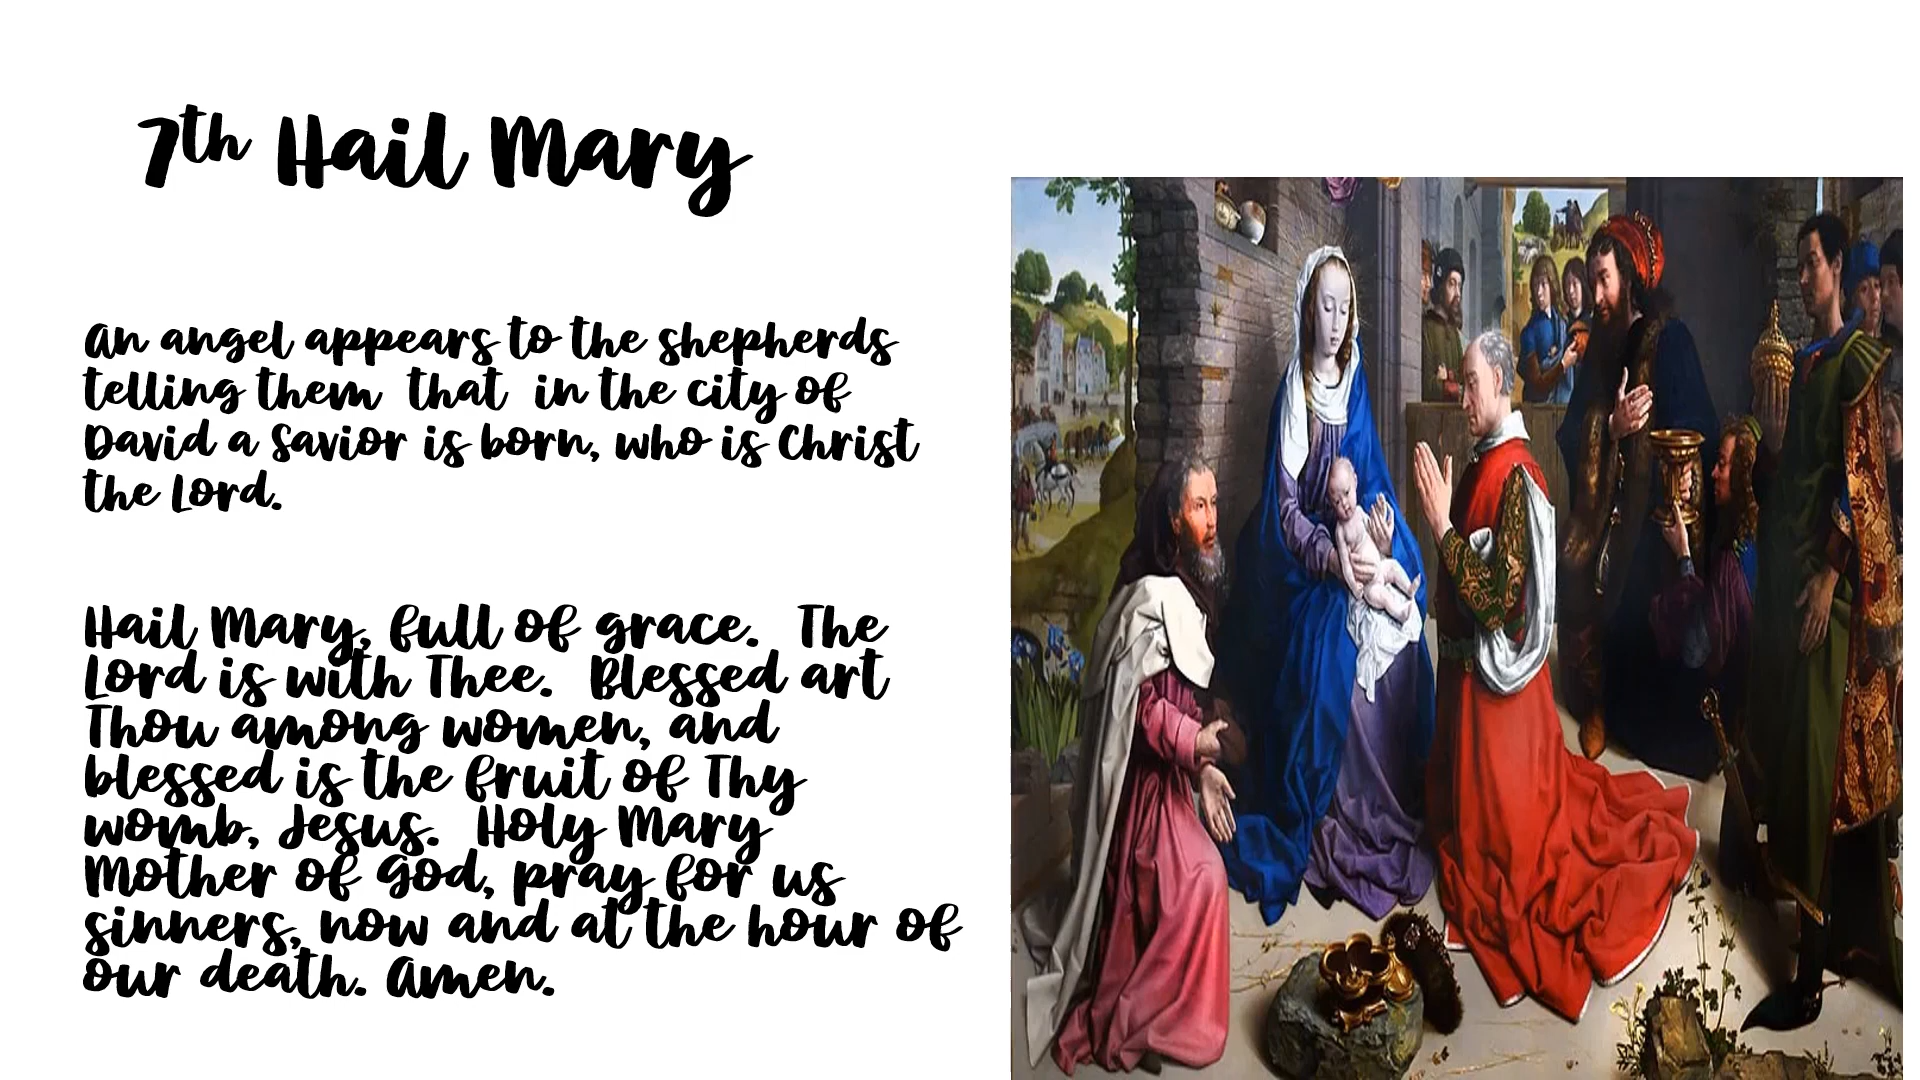 7th Hail Mary
An angel appears to the shepherds
telling them that in the city of
David a Savior is born, who is Christ
the Lord.
Hail Mary, full of grace. The
Lord is with Thee. Blessed art
Thou among women, and
blessed is the fruit of Thy
womb, Jesus. Holy Mary
Mother of God, pray for us
sinners, now and at the hour of
our death. Amen.